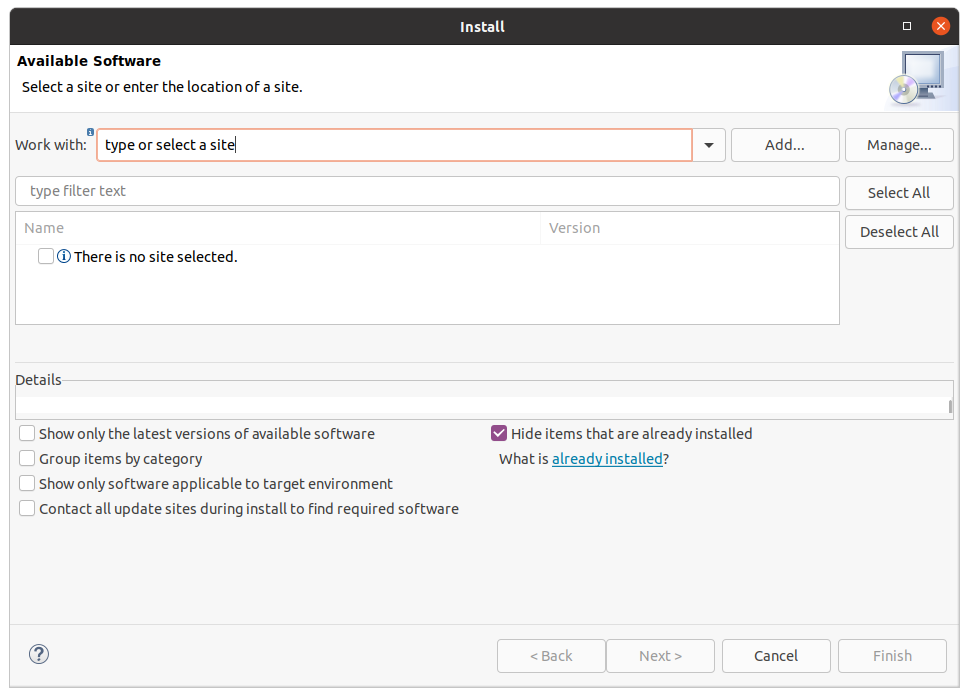 Install
Available Software
Select a site or enter the location of a site.
Work with: type or select a site Add... Manage...
type filter text Select All
Deselect All
Name Version
There is no site selected.
Details
Show only the latest versions of available software Hide items that are already installed
Group items by category What is already installed?
Show only software applicable to target environment
Contact all update sites during install to find required software
? < Back Next > Cancel Finish